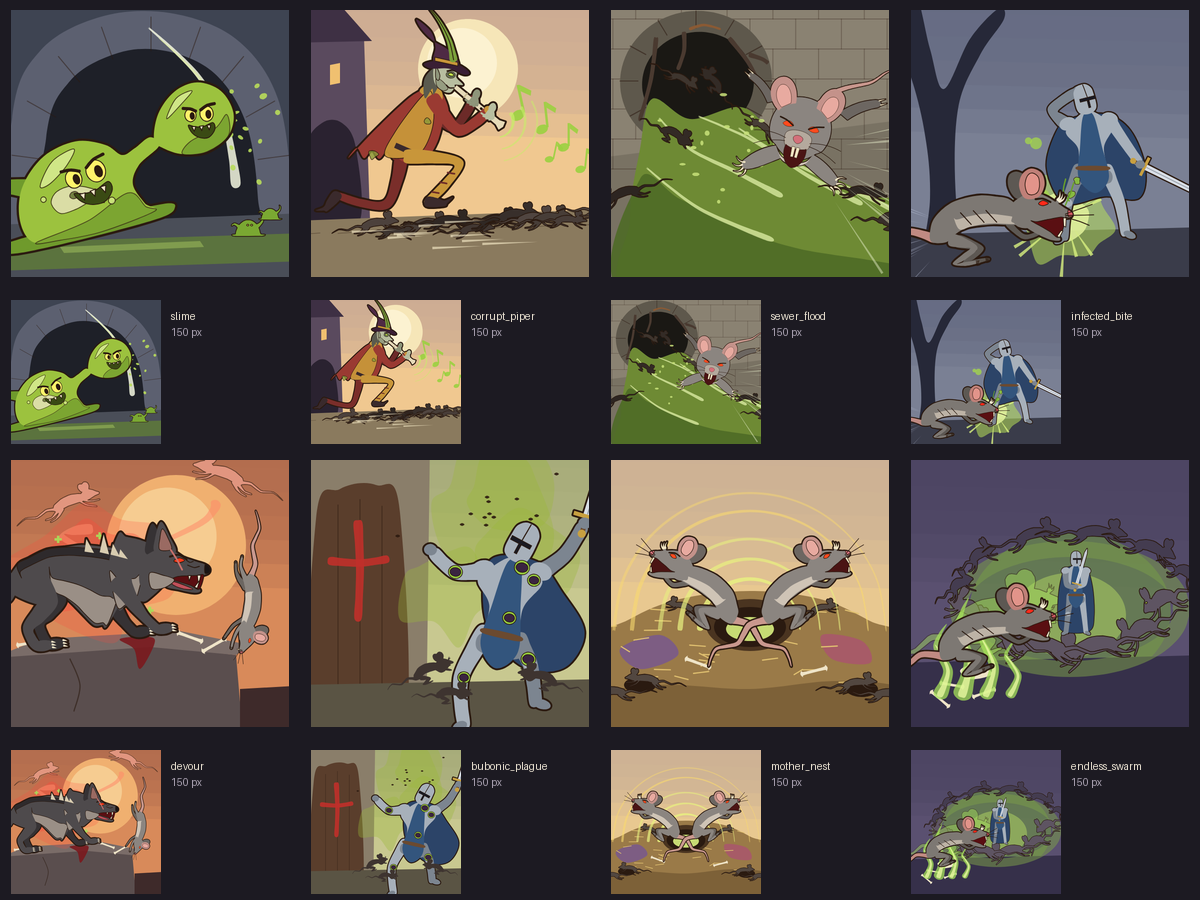 slime
150 px
corrupt_piper
150 px
sewer_flood
150 px
infected_bite
150 px
devour
150 px
bubonic_plague
150 px
mother_nest
150 px
endless_swarm
150 px